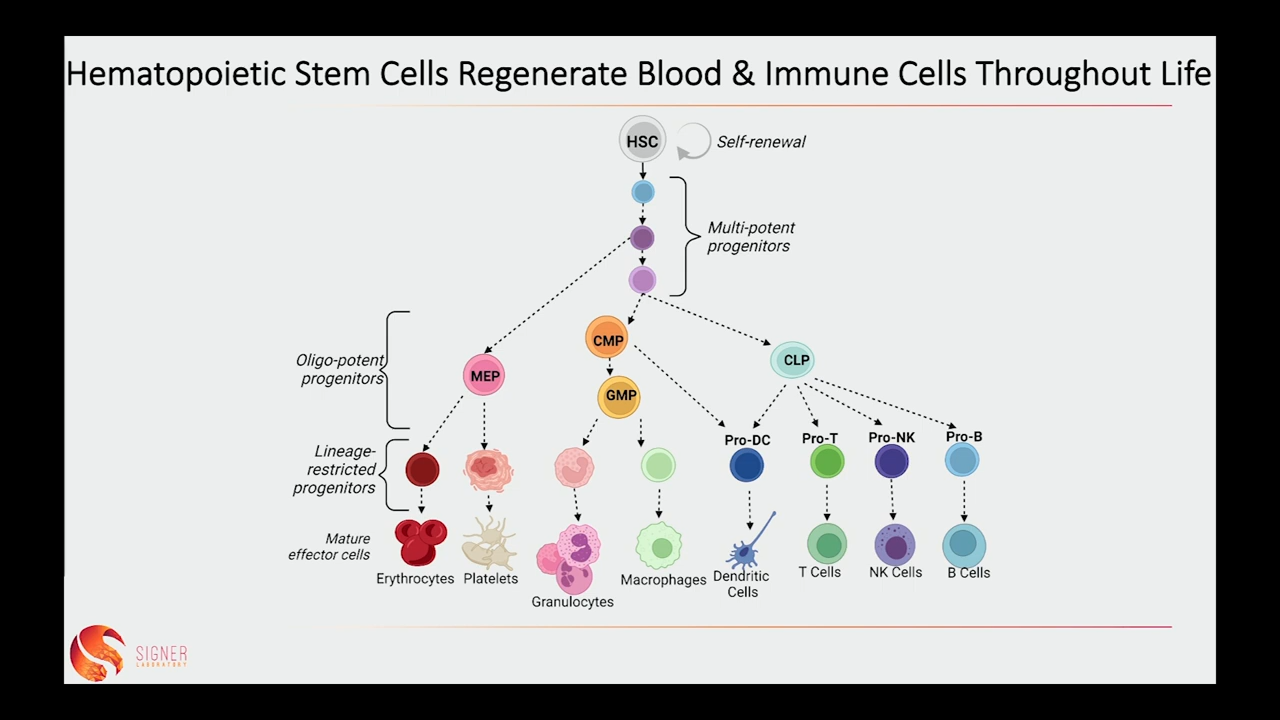 Hematopoietic Stem Cells Regenerate Blood & Immune Cells Throughout Life
HSC
Self-renewal
Multi-potent
progenitors
Oligo-potent
progenitors
CMP
MEP
CLP
GMP
Lineage-
restricted
progenitors
Pro-DC
Pro-T
Pro-NK
Pro-B
Mature
effector cells
Erythrocytes
Platelets
Granulocytes
Macrophages
Dendritic
Cells
T Cells
NK Cells
B Cells
SIGNER
LABORATORY